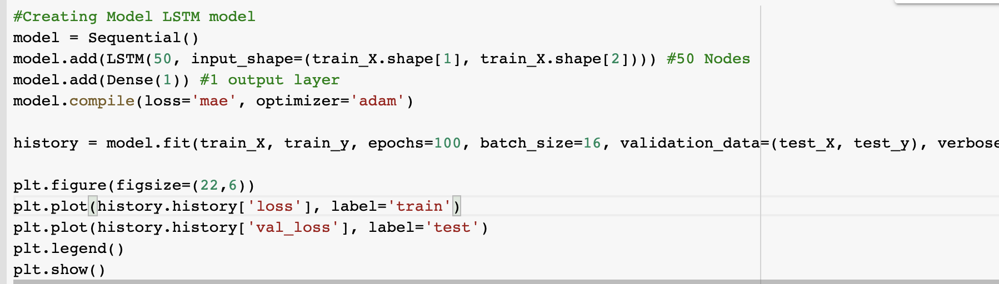 #Creating Model LSTM model
model = Sequential()
model.add(LSTM(50, input_shape=(train_X.shape[1], train_X.shape[2]))) #50 Nodes
model.add(Dense(1)) #1 output layer
model.compile(loss='mae', optimizer='adam')
history = model.fit(train_X, train_y, epochs=100, batch_size=16, validation_data=(test_X, test_y), verbose
plt.figure(figsize=(22,6))
plt.plot(history.history['loss'], label='train')
plt.plot(history.history['val_loss'], label='test')
plt.legend()
plt.show()